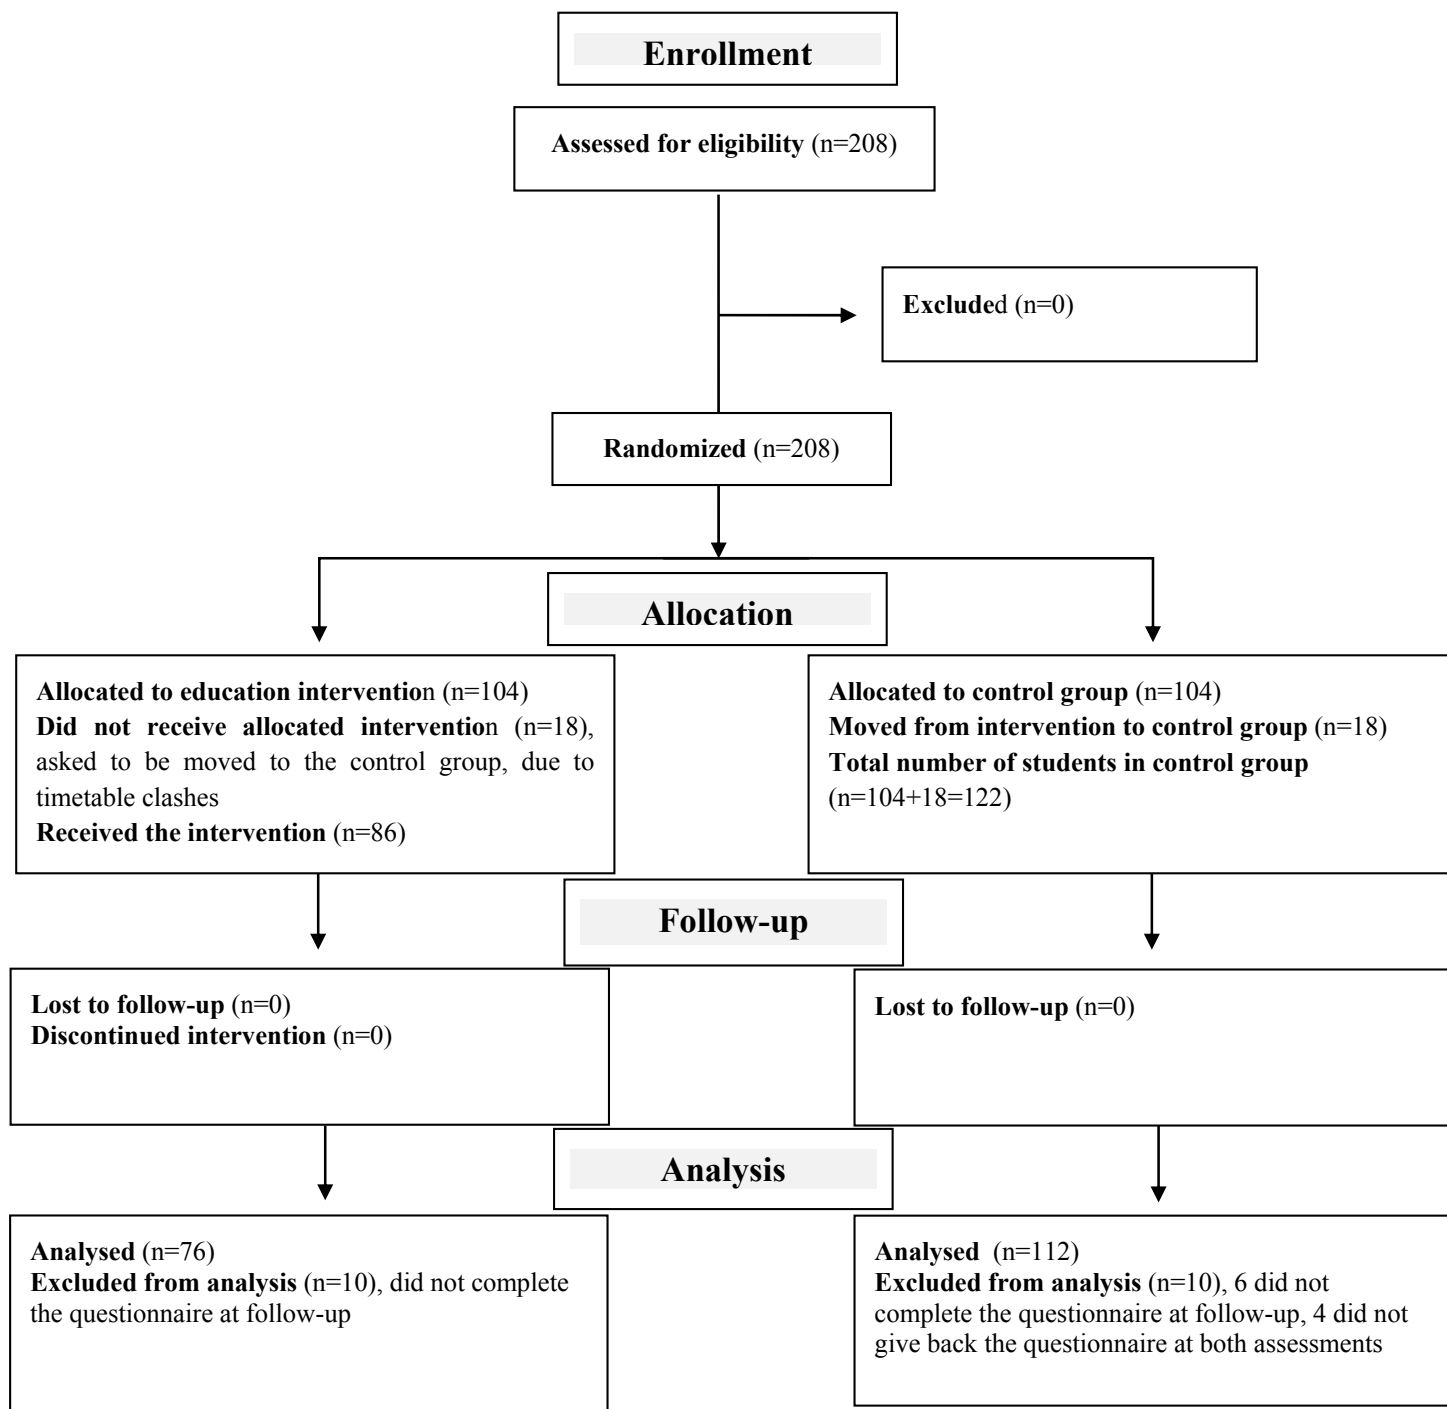 Enrollment
Assessed for eligibility (n=208)
Excluded (n=0)
Randomized (n=208)
Allocation
Allocated to education intervention (n=104)
Did not receive allocated intervention (n=18),
asked to be moved to the control group, due to
timetable clashes
Received the intervention (n=86)
Allocated to control group (n=104)
Moved from intervention to control group (n=18)
Total number of students in control group
(n=104+18=122)
Follow-up
Lost to follow-up (n=0)
Discontinued intervention (n=0)
Lost to follow-up (n=0)
Analysis
Analysed (n=76)
Excluded from analysis (n=10), did not complete
the questionnaire at follow-up
Analysed (n=112)
Excluded from analysis (n=10), 6 did not
complete the questionnaire at follow-up, 4 did not
give back the questionnaire at both assessments